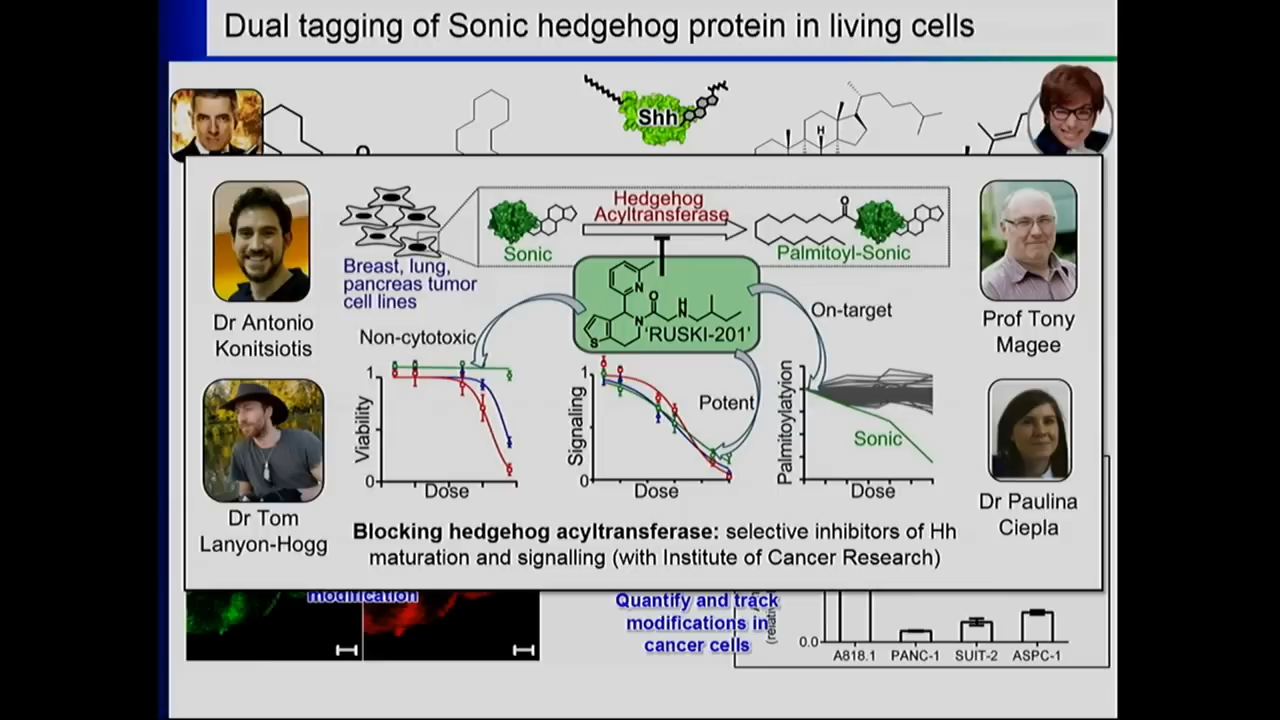 Dual tagging of Sonic hedgehog protein in living cells
Shh
H
Hedgehog
Acyltransferase
O
Sonic
Palmitoyl-Sonic
Breast, lung,
pancreas tumor
cell lines
Dr Antonio
Konitsiotis
Prof Tony
Magee
N
O
H
N
N
S
'RUSKI-201'
Non-cytotoxic
On-target
Potent
1
Viability
0
Dose
1
Signaling
0
Dose
Palmitoylatyion
Sonic
Dose
Dr Tom
Lanyon-Hogg
Dr Paulina
Ciepla
Blocking hedgehog acyltransferase: selective inhibitors of Hh
maturation and signalling (with Institute of Cancer Research)
modification
Quantify and track
modifications in
cancer cells
0.0
A818.1 PANC-1 SUIT-2 ASPC-1